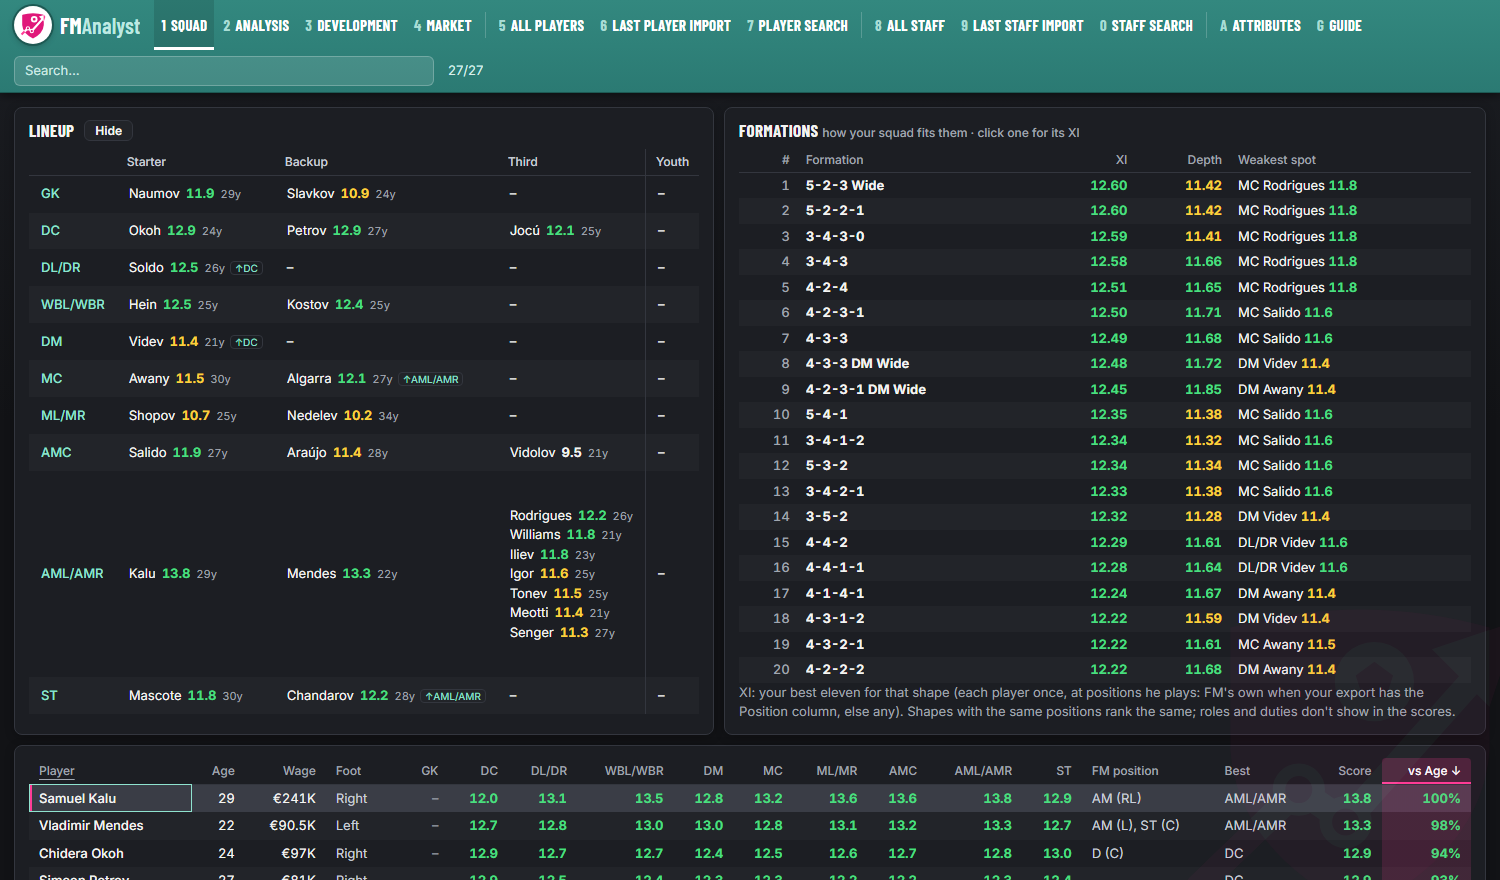 FMAnalyst 1 SQUAD 2 ANALYSIS 3 DEVELOPMENT 4 MARKET 5 ALL PLAYERS 6 LAST PLAYER IMPORT 7 PLAYER SEARCH 8 ALL STAFF 9 LAST STAFF IMPORT 0 STAFF SEARCH A ATTRIBUTES G GUIDE
Search... 27/27
LINEUP Hide
Starter Backup Third Youth
GK Naumov 11.9 29y Slavkov 10.9 24y – –
DC Okoh 12.9 24y Petrov 12.9 27y Jocú 12.1 25y –
DL/DR Soldo 12.5 26y ↑DC – – –
WBL/WBR Hein 12.5 25y Kostov 12.4 25y – –
DM Videv 11.4 21y ↑DC – – –
MC Awany 11.5 30y Algarra 12.1 27y ↑AML/AMR – –
ML/MR Shopov 10.7 25y Nedelev 10.2 34y – –
AMC Salido 11.9 27y Araújo 11.4 28y Vidolov 9.5 21y –
Rodrigues 12.2 26y
Williams 11.8 21y
Iliev 11.8 23y
AML/AMR Kalu 13.8 29y Mendes 13.3 22y Igor 11.6 25y –
Tonev 11.5 25y
Meotti 11.4 21y
Senger 11.3 27y
ST Mascote 11.8 30y Chandarov 12.2 28y ↑AML/AMR – –
FORMATIONS how your squad fits them · click one for its XI
# Formation XI Depth Weakest spot
1 5-2-3 Wide 12.60 11.42 MC Rodrigues 11.8
2 5-2-2-1 12.60 11.42 MC Rodrigues 11.8
3 3-4-3-0 12.59 11.41 MC Rodrigues 11.8
4 3-4-3 12.58 11.66 MC Rodrigues 11.8
5 4-2-4 12.51 11.65 MC Rodrigues 11.8
6 4-2-3-1 12.50 11.71 MC Salido 11.6
7 4-3-3 12.49 11.68 MC Salido 11.6
8 4-3-3 DM Wide 12.48 11.72 DM Videv 11.4
9 4-2-3-1 DM Wide 12.45 11.85 DM Awany 11.4
10 5-4-1 12.35 11.38 MC Salido 11.6
11 3-4-1-2 12.34 11.32 MC Salido 11.6
12 5-3-2 12.34 11.34 MC Salido 11.6
13 3-4-2-1 12.33 11.38 MC Salido 11.6
14 3-5-2 12.32 11.28 DM Videv 11.4
15 4-4-2 12.29 11.61 DL/DR Videv 11.6
16 4-4-1-1 12.28 11.64 DL/DR Videv 11.6
17 4-1-4-1 12.24 11.67 DM Awany 11.4
18 4-3-1-2 12.22 11.59 DM Videv 11.4
19 4-3-2-1 12.22 11.61 MC Awany 11.5
20 4-2-2-2 12.22 11.68 DM Awany 11.4
XI: your best eleven for that shape (each player once, at positions he plays: FM's own when your export has the
Position column, else any). Shapes with the same positions rank the same; roles and duties don't show in the scores.
Player Age Wage Foot GK DC DL/DR WBL/WBR DM MC ML/MR AMC AML/AMR ST FM position Best Score vs Age ↓
Samuel Kalu 29 €241K Right – 12.0 13.1 13.5 12.8 13.2 13.6 13.6 13.8 12.9 AM (RL) AML/AMR 13.8 100%
Vladimir Mendes 22 €90.5K Left – 12.7 12.8 13.0 13.0 12.8 13.1 13.2 13.3 12.7 AM (L), ST (C) AML/AMR 13.3 98%
Chidera Okoh 24 €97K Right – 12.9 12.7 12.7 12.4 12.5 12.6 12.7 12.8 13.0 D (C) DC 12.9 94%